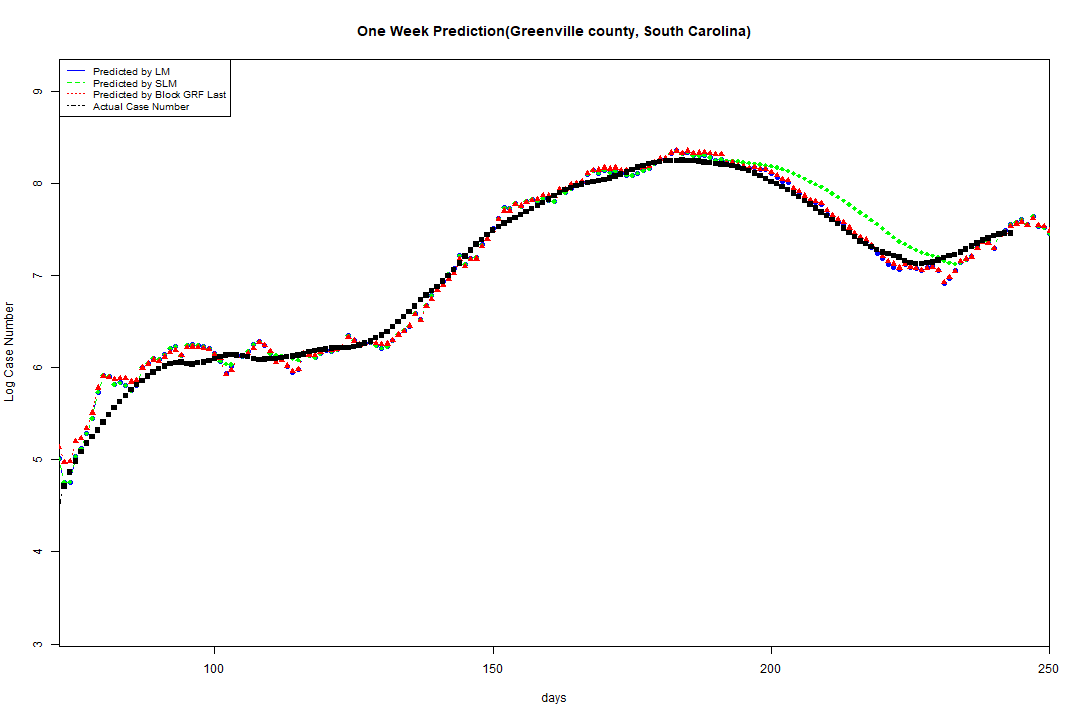 One Week Prediction(Greenville county, South Carolina)
Predicted by LM
Predicted by SLM
Predicted by Block GRF Last
Actual Case Number
9
8
7
6
5
4
3
Log Case Number
100
150
200
250
days